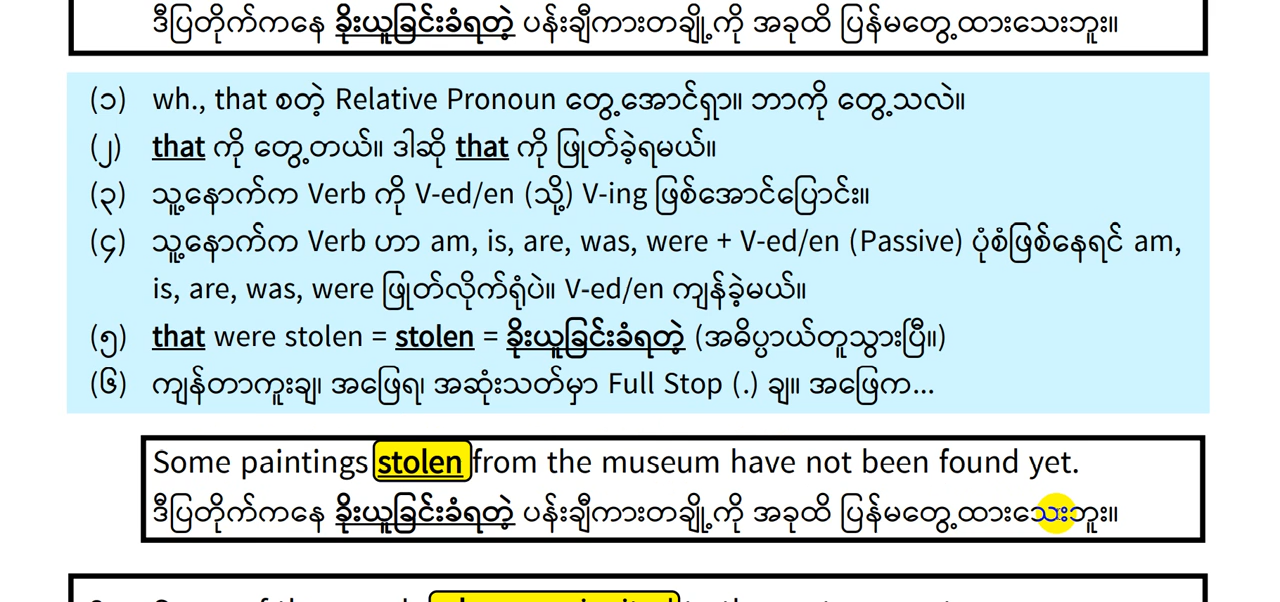 ဒီပြတိုက်ကနေ ခိုးယူခြင်းခံရတဲ့ ပန်းချီကားတချို့ကို အခုထိ ပြန်မတွေ့ထားသေးဘူး။
(၁) wh., that စတဲ့ Relative Pronoun တွေ့အောင်ရှာ။ ဘာကို တွေ့သလဲ။
(၂) that ကို တွေ့တယ်။ ဒါဆို that ကို ဖြုတ်ခဲ့ရမယ်။
(၃) သူ့နောက်က Verb ကို V-ed/en (သို့) V-ing ဖြစ်အောင်ပြောင်း။
(၄) သူ့နောက်က Verb ဟာ am, is, are, was, were + V-ed/en (Passive) ပုံစံဖြစ်နေရင် am,
is, are, was, were ဖြုတ်လိုက်ရုံပဲ။ V-ed/en ကျန်ခဲ့မယ်။
(၅) that were stolen = stolen = ခိုးယူခြင်းခံရတဲ့ (အဓိပ္ပာယ်တူသွားပြီ။)
(၆) ကျန်တာကူးချ၊ အဖြေရ၊ အဆုံးသတ်မှာ Full Stop (.) ချ။ အဖြေက...
Some paintings stolen from the museum have not been found yet.
ဒီပြတိုက်ကနေ ခိုးယူခြင်းခံရတဲ့ ပန်းချီကားတချို့ကို အခုထိ ပြန်မတွေ့ထားသေးဘူး။